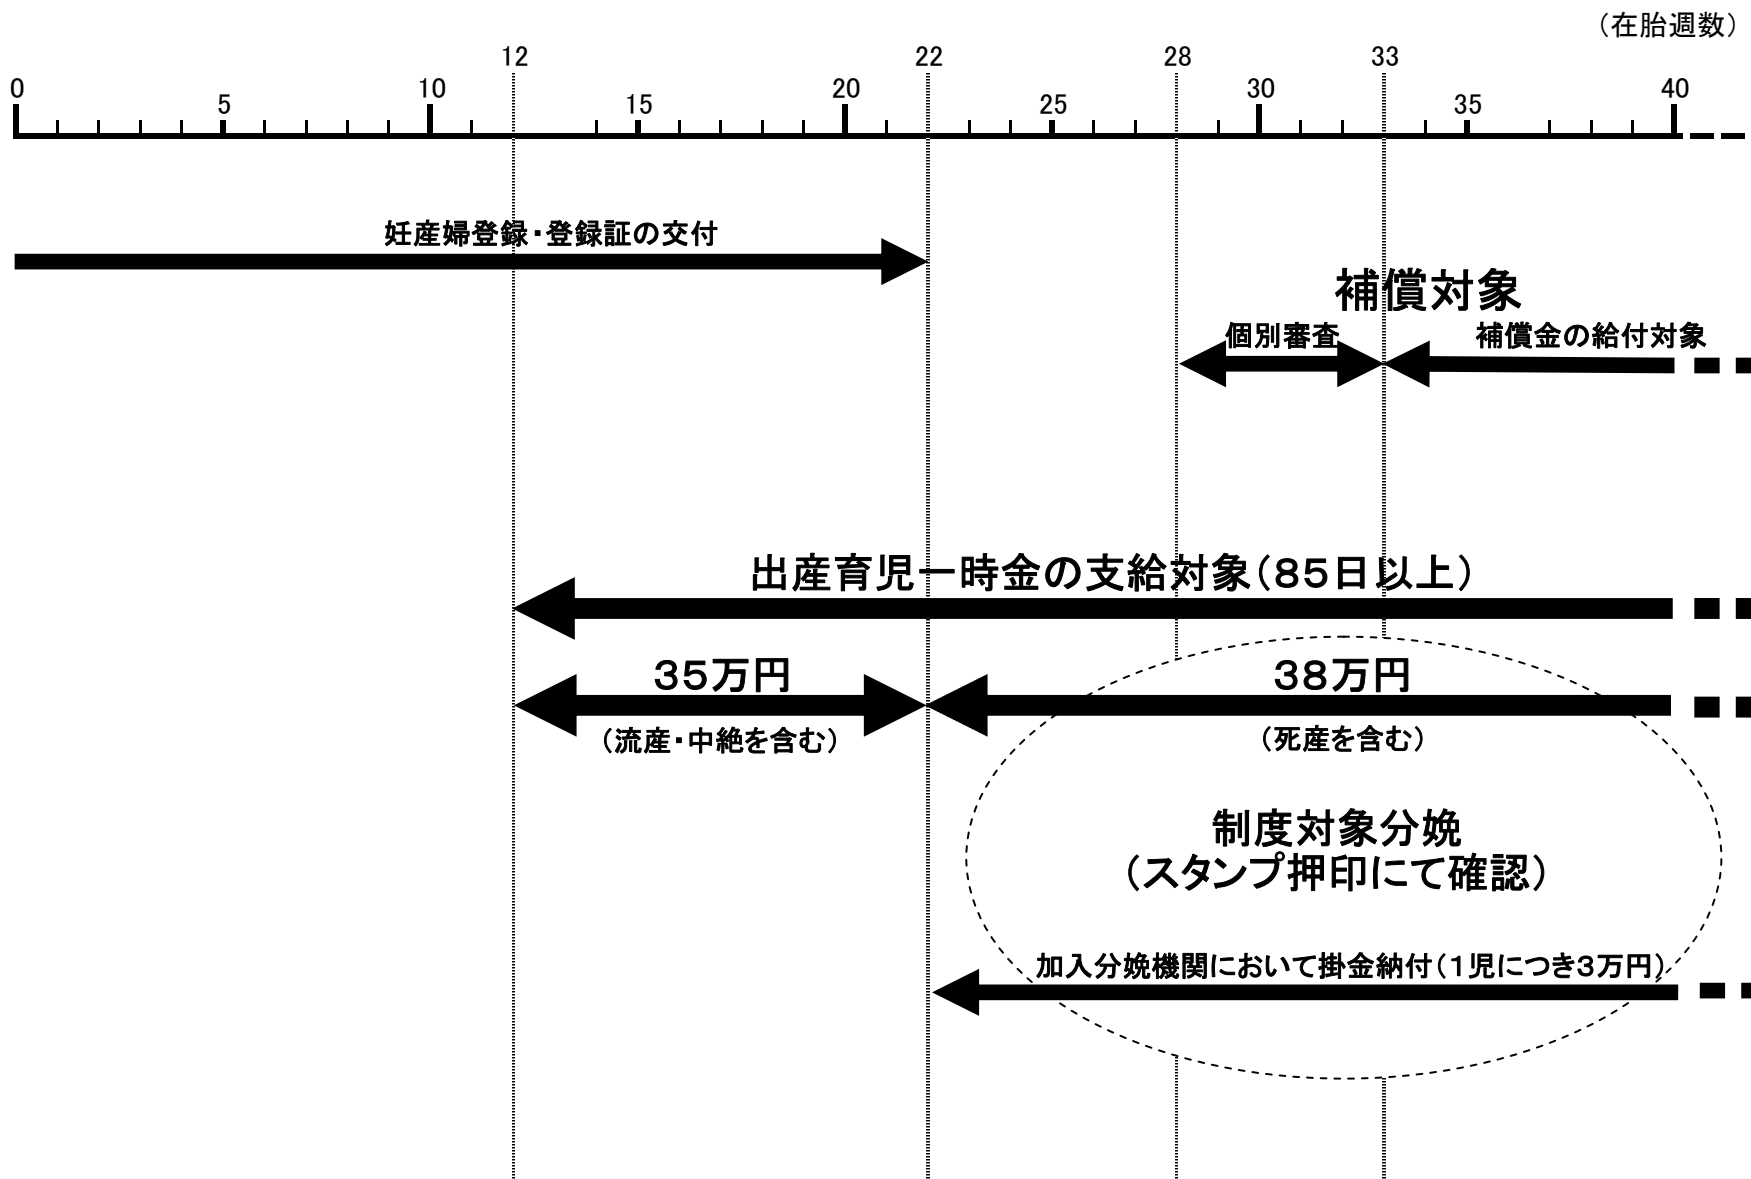 （在胎週数）
12 22 28 33
0 5 10 15 20 25 30 35 40
妊産婦登録・登録証の交付
補償対象
個別審査
補償金の給付対象
出産育児一時金の支給対象（８５日以上）
３５万円
３８万円
（流産・中絶を含む）
（死産を含む）
制度対象分娩
（スタンプ押印にて確認）
加入分娩機関において掛金納付（１児につき３万円）